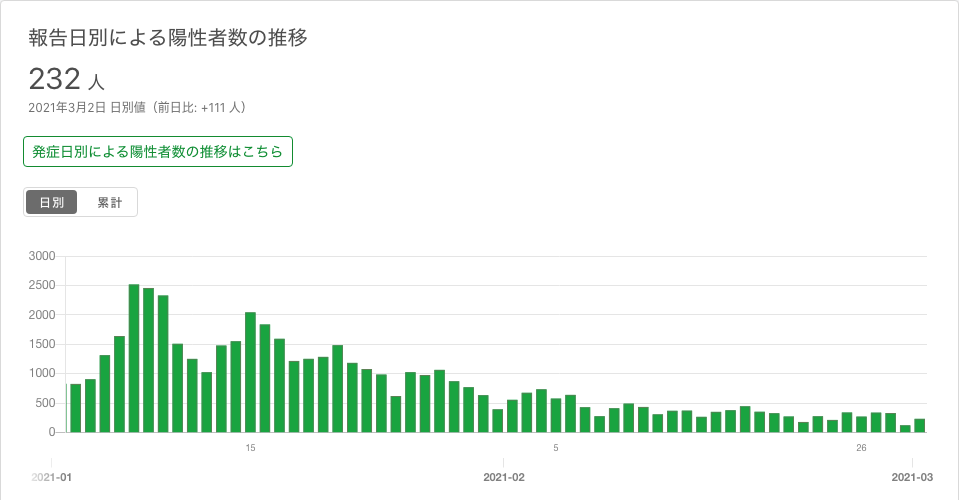 報告日別による陽性者数の推移
232 人
2021年3月2日 日別値（前日比: +111 人）
発症日別による陽性者数の推移はこちら
日別 累計
3000
2500
2000
1500
1000
500
0
15 5 26
2021-01 2021-02 2021-03